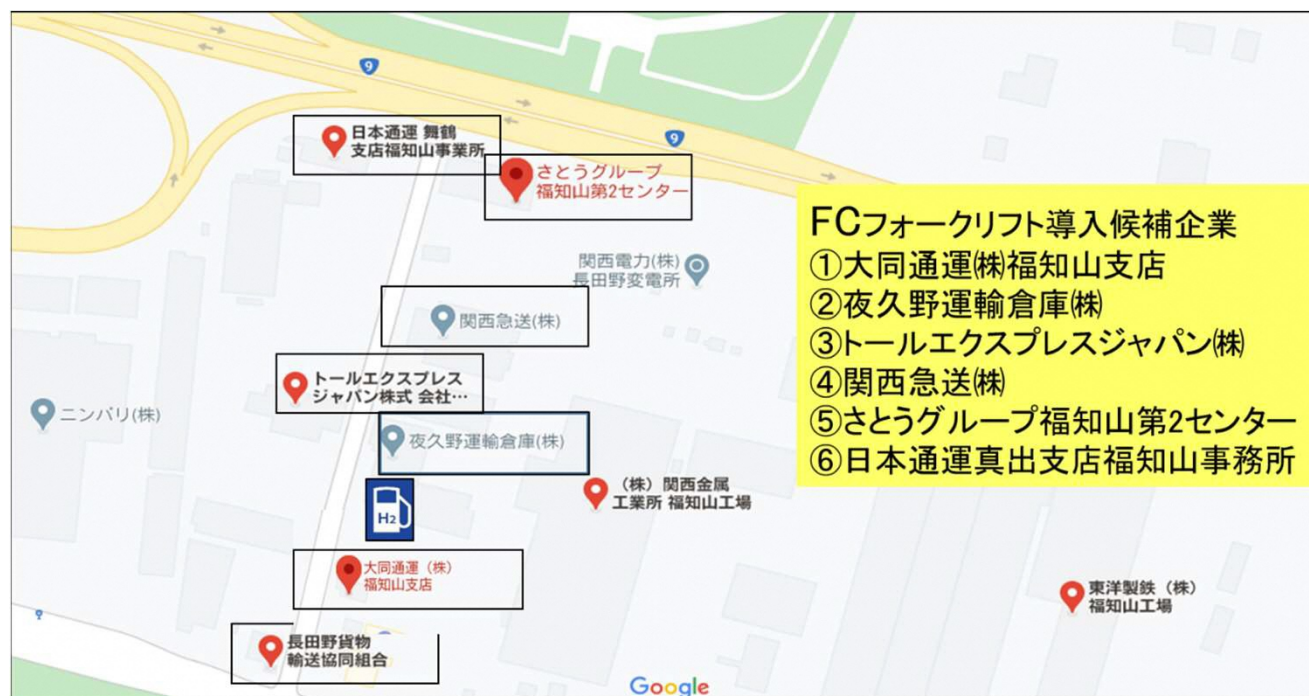 9
9
日本通運 舞鶴
支店福知山事業所
さとうグループ
福知山第2センター
関西電力(株)
長田野変電所
関西急送(株)
トールエクスプレス
ジャパン株式 会社…
ニンバリ(株)
夜久野運輸倉庫(株)
H2
(株)関西金属
工業所 福知山工場
大同通運(株)
福知山支店
東洋製鉄(株)
福知山工場
長田野貨物
輸送協同組合
Google
FCフォークリフト導入候補企業
①大同通運㈱福知山支店
②夜久野運輸倉庫㈱
③トールエクスプレスジャパン㈱
④関西急送㈱
⑤さとうグループ福知山第2センター
⑥日本通運真出支店福知山事務所